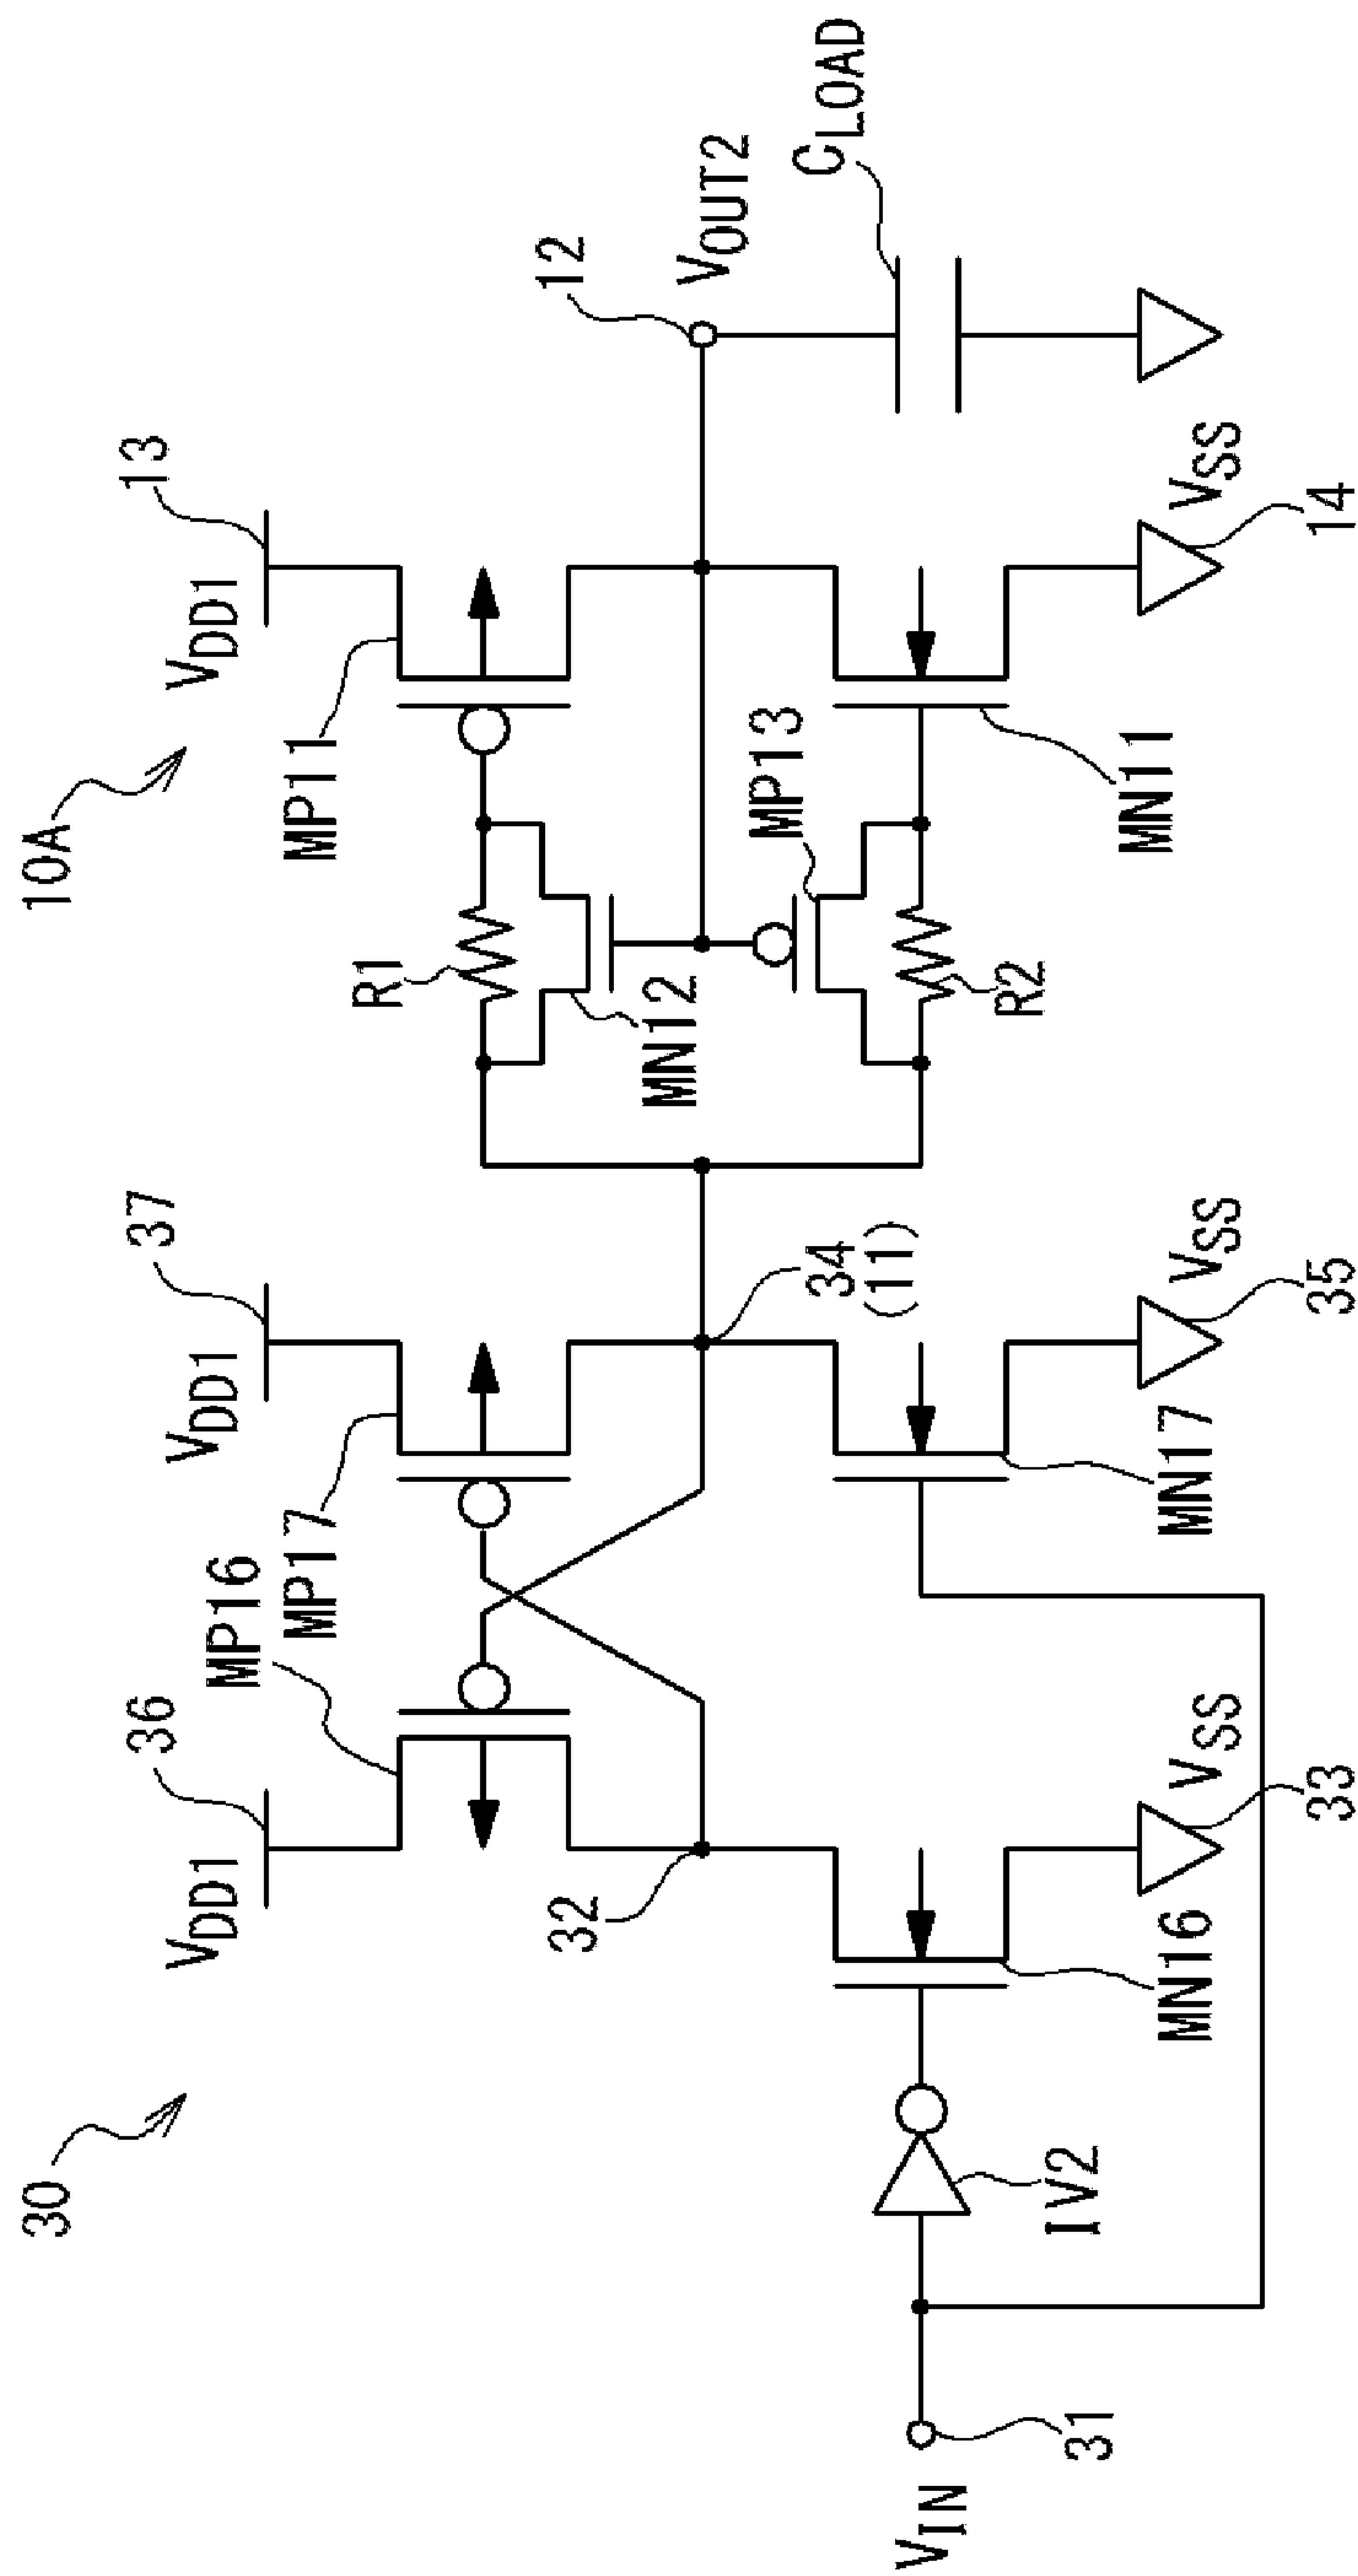 30
10A
36
37
13
VDD1
VDD1
VDD1
MP16
MP17
MP11
R1
MN12
12
VOUT2
CLOAD
32
34
(11)
MP13
R2
VIN
31
IV2
MN16
MN17
MN11
VSS
VSS
VSS
33
35
14